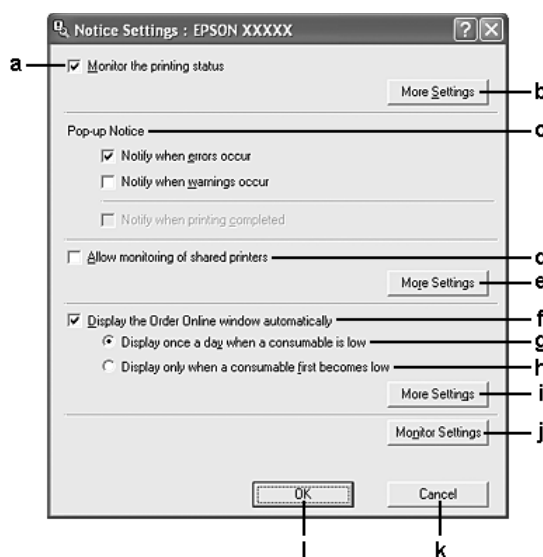 Notice Settings : EPSON XXXXX
a
Monitor the printing status
More Settings
b
Pop-up Notice
c
Notify when errors occur
Notify when warnings occur
Notify when printing completed
Allow monitoring of shared printers
d
More Settings
e
Display the Order Online window automatically
f
Display once a day when a consumable is low
g
Display only when a consumable first becomes low
h
More Settings
i
Monitor Settings
j
OK
Cancel
l
k